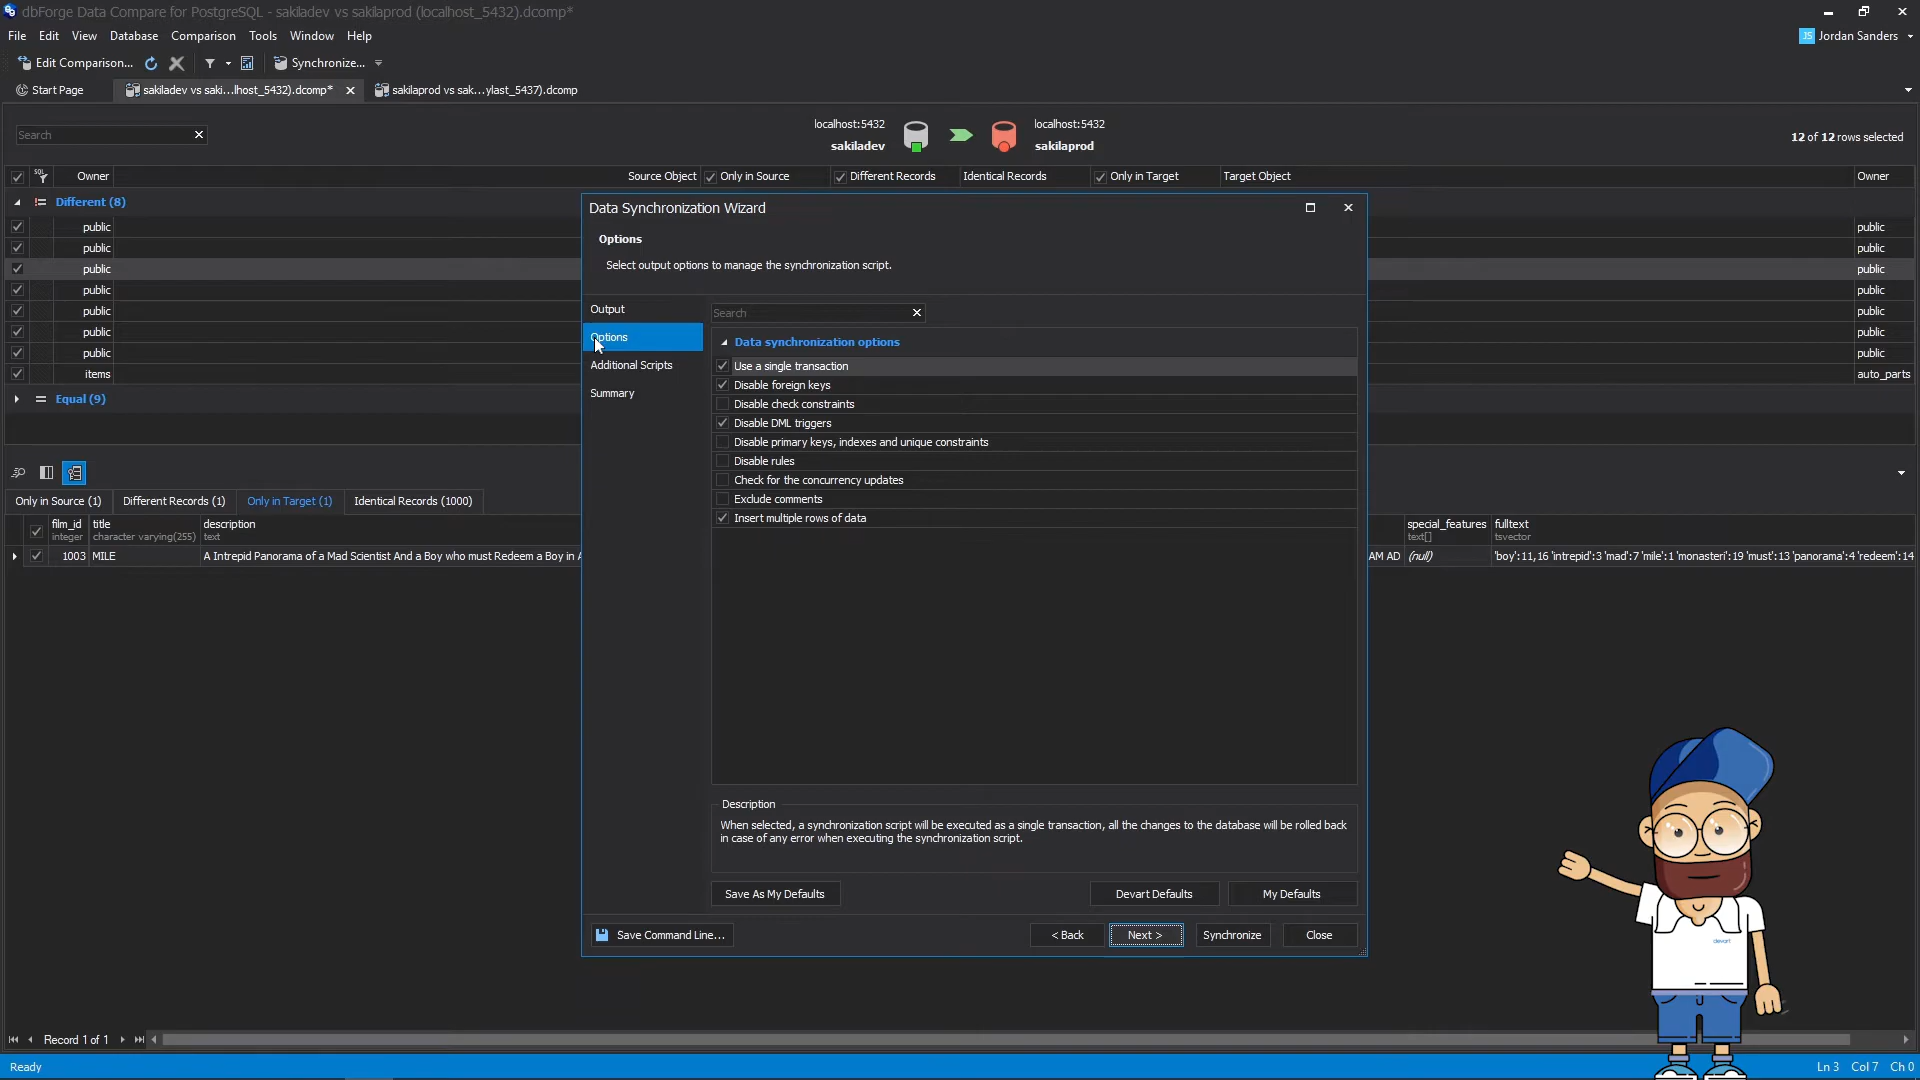 dbForge Data Compare for PostgreSQL - sakiladev vs sakilaprod (localhost_5432).dcomp*
File Edit View Database Comparison Tools Window Help
JS Jordan Sanders
Edit Comparison... Synchronize...
Start Page sakiladev vs saki...lhost_5432).dcomp* sakilaprod vs sak...ylast_5437).dcomp
Search
localhost:5432 localhost:5432
sakiladev sakilaprod
12 of 12 rows selected
SQL Owner Source Object Only in Source Different Records Identical Records Only in Target Target Object Owner
Different (8)
public public
public public
public public
public public
public public
public public
public public
items auto_parts
Equal (9)
Data Synchronization Wizard
Options
Select output options to manage the synchronization script.
Output
Options
Additional Scripts
Summary
Search
Data synchronization options
Use a single transaction
Disable foreign keys
Disable check constraints
Disable DML triggers
Disable primary keys, indexes and unique constraints
Disable rules
Check for the concurrency updates
Exclude comments
Insert multiple rows of data
Description
When selected, a synchronization script will be executed as a single transaction, all the changes to the database will be rolled back
in case of any error when executing the synchronization script.
Save As My Defaults Devart Defaults My Defaults
Save Command Line... < Back Next > Synchronize Close
Only in Source (1) Different Records (1) Only in Target (1) Identical Records (1000)
film_id title description special_features fulltext
integer character varying(255) text text[] tsvector
1003 MILE A Intrepid Panorama of a Mad Scientist And a Boy who must Redeem a Boy in A AM AD (null) 'boy':11,16 'intrepid':3 'mad':7 'mile':1 'monasteri':19 'must':13 'panorama':4 'redeem':14
devart
Record 1 of 1
Ready Ln 3 Col 7 Ch 0